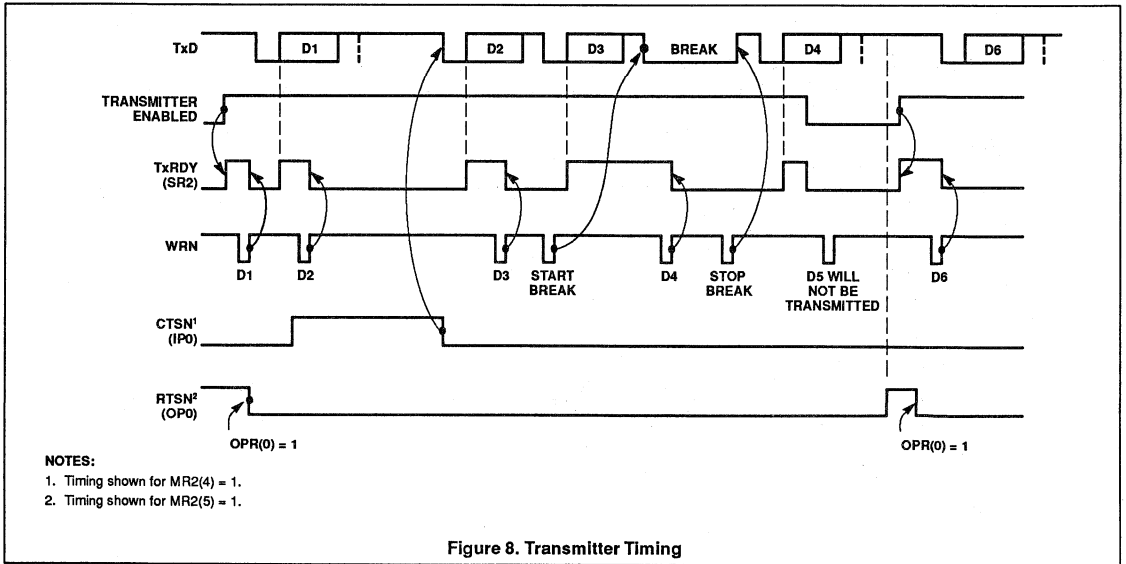 TxD
D1
D2
D3
BREAK
D4
D6
TRANSMITTER
ENABLED
TxRDY
(SR2)
WRN
D1
D2
D3
START
BREAK
D4
STOP
BREAK
D5 WILL
NOT BE
TRANSMITTED
D6
CTSN1
(IP0)
RTSN2
(OP0)
OPR(0) = 1
OPR(0) = 1
NOTES:
1. Timing shown for MR2(4) = 1.
2. Timing shown for MR2(5) = 1.
Figure 8. Transmitter Timing